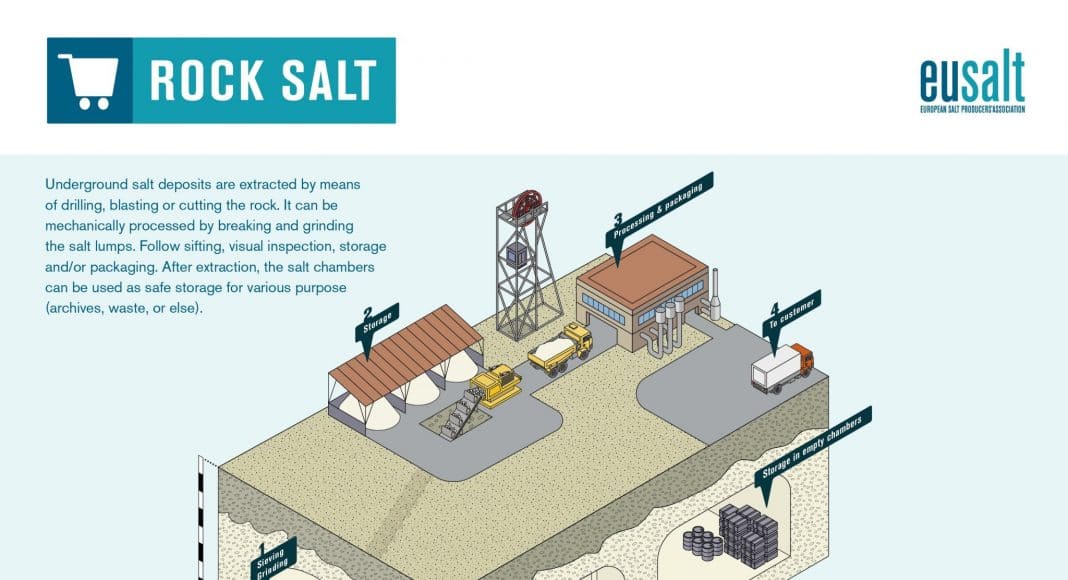 ROCK SALT
eusalt
EUROPEAN SALT PRODUCERS'ASSOCIATION
Underground salt deposits are extracted by means
of drilling, blasting or cutting the rock. It can be
mechanically processed by breaking and grinding
the salt lumps. Follow sifting, visual inspection, storage
and/or packaging. After extraction, the salt chambers
can be used as safe storage for various purpose
(archives, waste, or else).
3
Processing & packaging
2
Storage
4
To customer
Storage in empty chambers
1
Sieving
Grinding